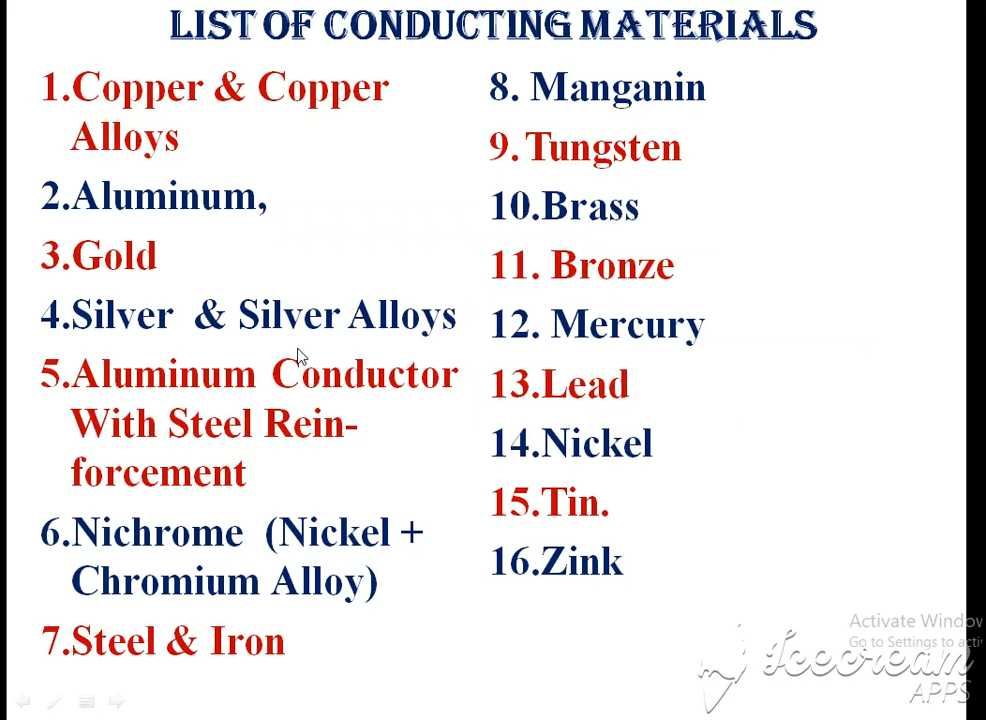 LIST OF CONDUCTING MATERIALS
1.Copper & Copper
Alloys
2.Aluminum,
3.Gold
4.Silver & Silver Alloys
5.Aluminum Conductor
With Steel Rein-
forcement
6.Nichrome (Nickel +
Chromium Alloy)
7.Steel & Iron
8. Manganin
9. Tungsten
10.Brass
11. Bronze
12. Mercury
13.Lead
14.Nickel
15.Tin.
16.Zink
Activate Window
Go to Settings to acti
Icecream
APPS